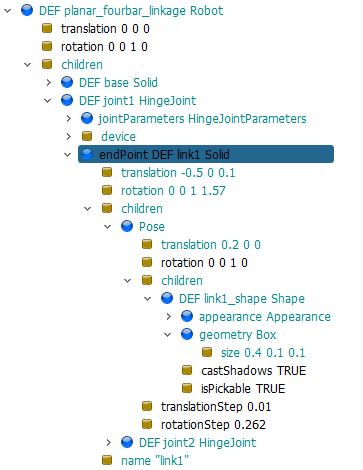 DEF planar_fourbar_linkage Robot
translation 0 0 0
rotation 0 0 1 0
children
DEF base Solid
DEF joint1 HingeJoint
jointParameters HingeJointParameters
device
endPoint DEF link1 Solid
translation -0.5 0 0.1
rotation 0 0 1 1.57
children
Pose
translation 0.2 0 0
rotation 0 0 1 0
children
DEF link1_shape Shape
appearance Appearance
geometry Box
size 0.4 0.1 0.1
castShadows TRUE
isPickable TRUE
translationStep 0.01
rotationStep 0.262
DEF joint2 HingeJoint
name "link1"